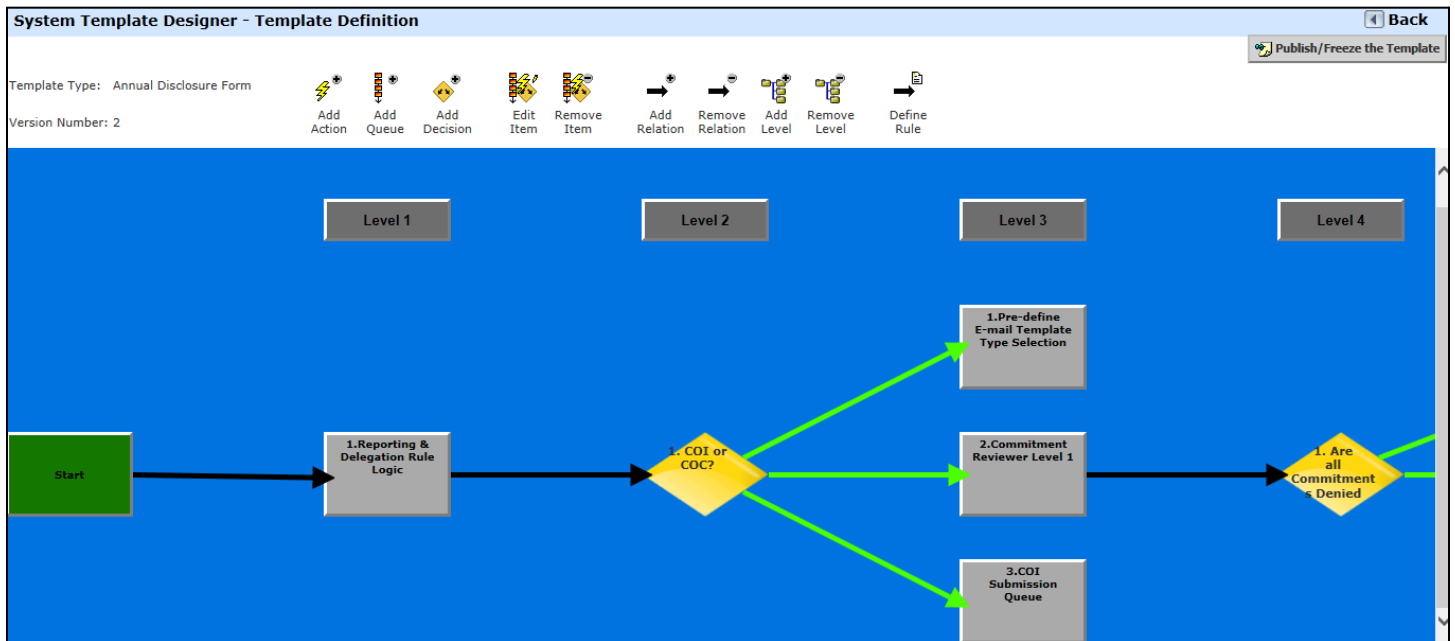 System Template Designer - Template Definition
Back
Publish/Freeze the Template
Template Type: Annual Disclosure Form
Version Number: 2
Add
Action
Add
Queue
Add
Decision
Edit
Item
Remove
Item
Add
Relation
Remove
Relation
Add
Level
Remove
Level
Define
Rule
Level 1
Level 2
Level 3
Level 4
1.Pre-define
E-mail Template
Type Selection
Start
1.Reporting &
Delegation Rule
Logic
1. COI or
COC?
2.Commitment
Reviewer Level 1
1. Are
all
Commitment
s Denied
3.COI
Submission
Queue